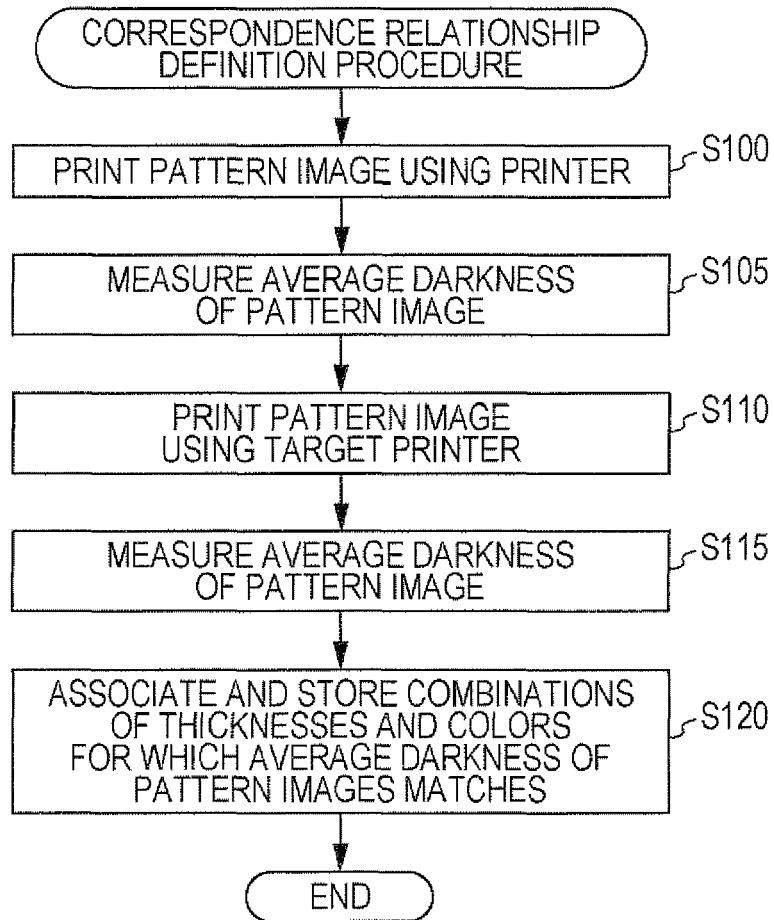 CORRESPONDENCE RELATIONSHIP
DEFINITION PROCEDURE
PRINT PATTERN IMAGE USING PRINTER
S100
MEASURE AVERAGE DARKNESS
OF PATTERN IMAGE
S105
PRINT PATTERN IMAGE
USING TARGET PRINTER
S110
MEASURE AVERAGE DARKNESS
OF PATTERN IMAGE
S115
ASSOCIATE AND STORE COMBINATIONS
OF THICKNESSES AND COLORS
FOR WHICH AVERAGE DARKNESS OF
PATTERN IMAGES MATCHES
S120
END